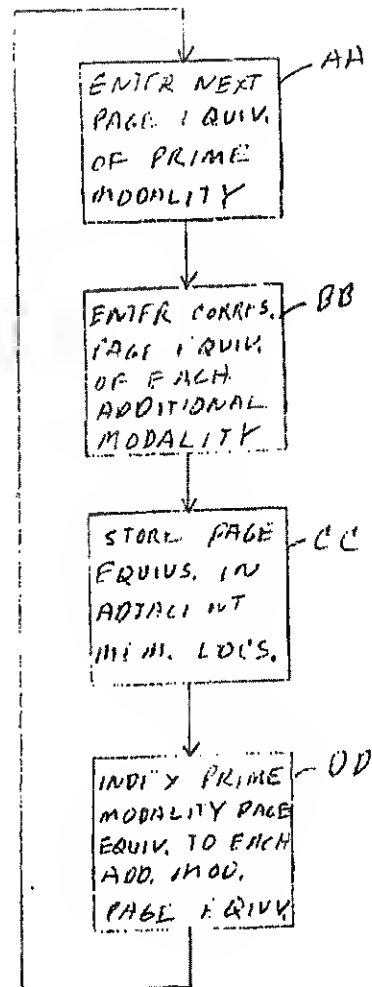 ENTER NEXT
PAGE EQUIV.
OF PRIME
MODALITY
AA
ENTER CORRES.
PAGE EQUIV.
OF EACH
ADDITIONAL
MODALITY
BB
STORE PAGE
EQUIVS. IN
ADJACENT
MEM. LOCS.
CC
INDEX PRIME
MODALITY PAGE
EQUIV. TO EACH
ADD. MOD.
PAGE EQUIV.
DD